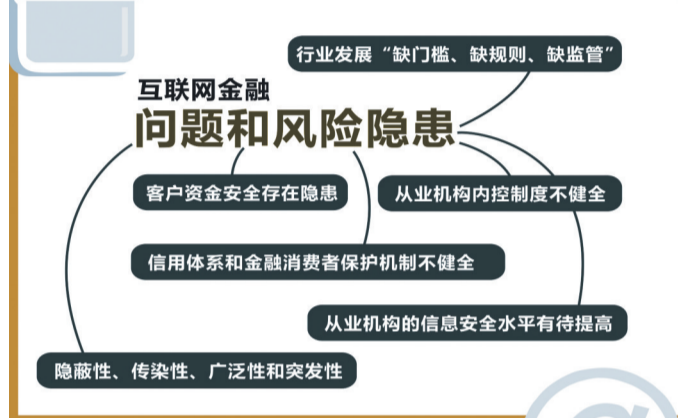 行业发展“缺门槛、缺规则、缺监管”
互联网金融
问题和风险隐患
客户资金安全存在隐患
从业机构内控制度不健全
信用体系和金融消费者保护机制不健全
从业机构的信息安全水平有待提高
隐蔽性、传染性、广泛性和突发性